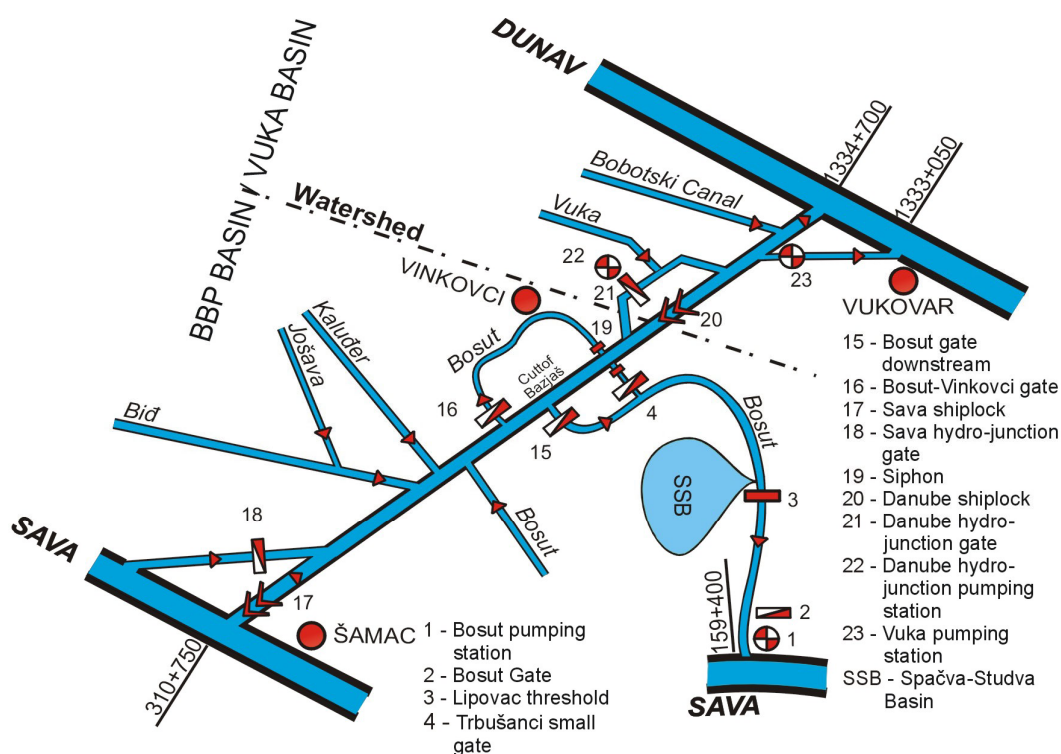 DUNAV
BBP BASIN / VUKA BASIN
1334+700
1333+050
Bobotski Canal
Watershed
Vuka
22
VINKOVCI
21
23
VUKOVAR
Kaluđer
Jošava
Bosut
19
20
Cuttof
Bazjaš
Biđ
16
4
15
Bosut
SSB
3
Bosut
SAVA
18
17
ŠAMAC
310+750
159+400
2
1
SAVA
1 - Bosut pumping
station
2 - Bosut Gate
3 - Lipovac threshold
4 - Trbušanci small
gate
15 - Bosut gate
downstream
16 - Bosut-Vinkovci gate
17 - Sava shiplock
18 - Sava hydro-junction
gate
19 - Siphon
20 - Danube shiplock
21 - Danube hydro-
junction gate
22 - Danube hydro-
junction pumping
station
23 - Vuka pumping
station
SSB - Spačva-Studva
Basin